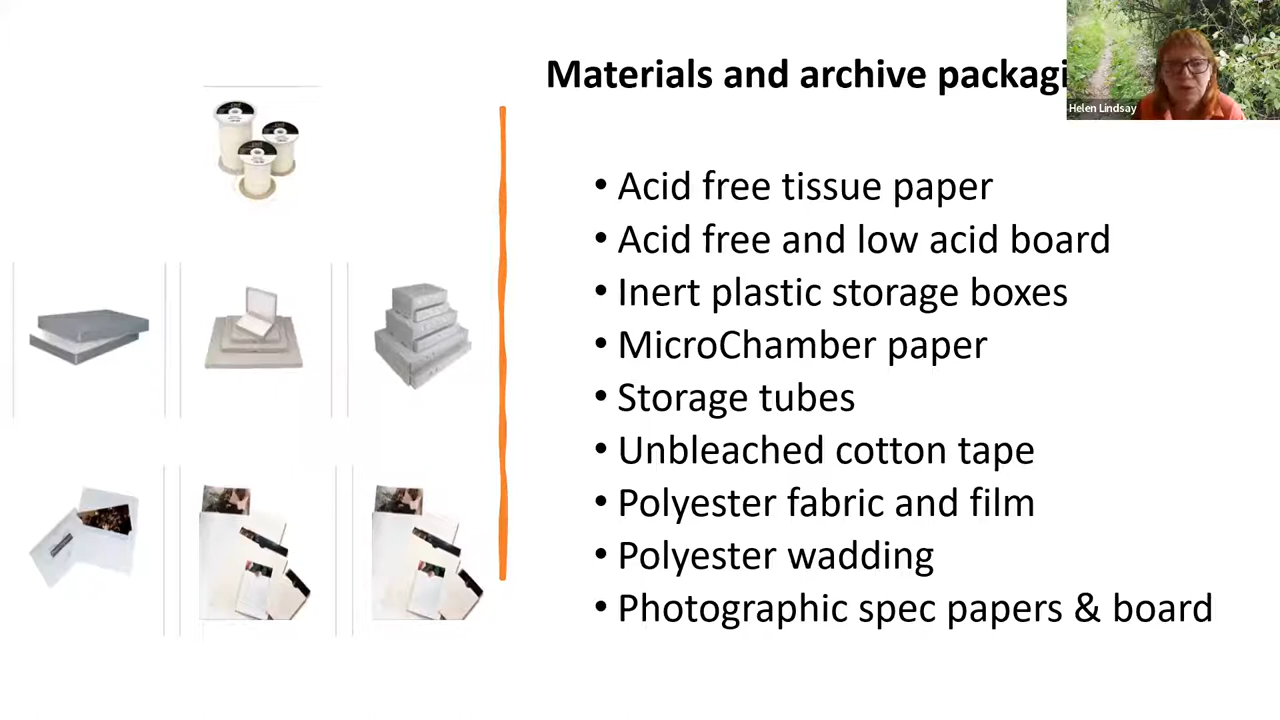 Materials and archive packagi
Helen Lindsay
• Acid free tissue paper
• Acid free and low acid board
• Inert plastic storage boxes
• MicroChamber paper
• Storage tubes
• Unbleached cotton tape
• Polyester fabric and film
• Polyester wadding
• Photographic spec papers & board